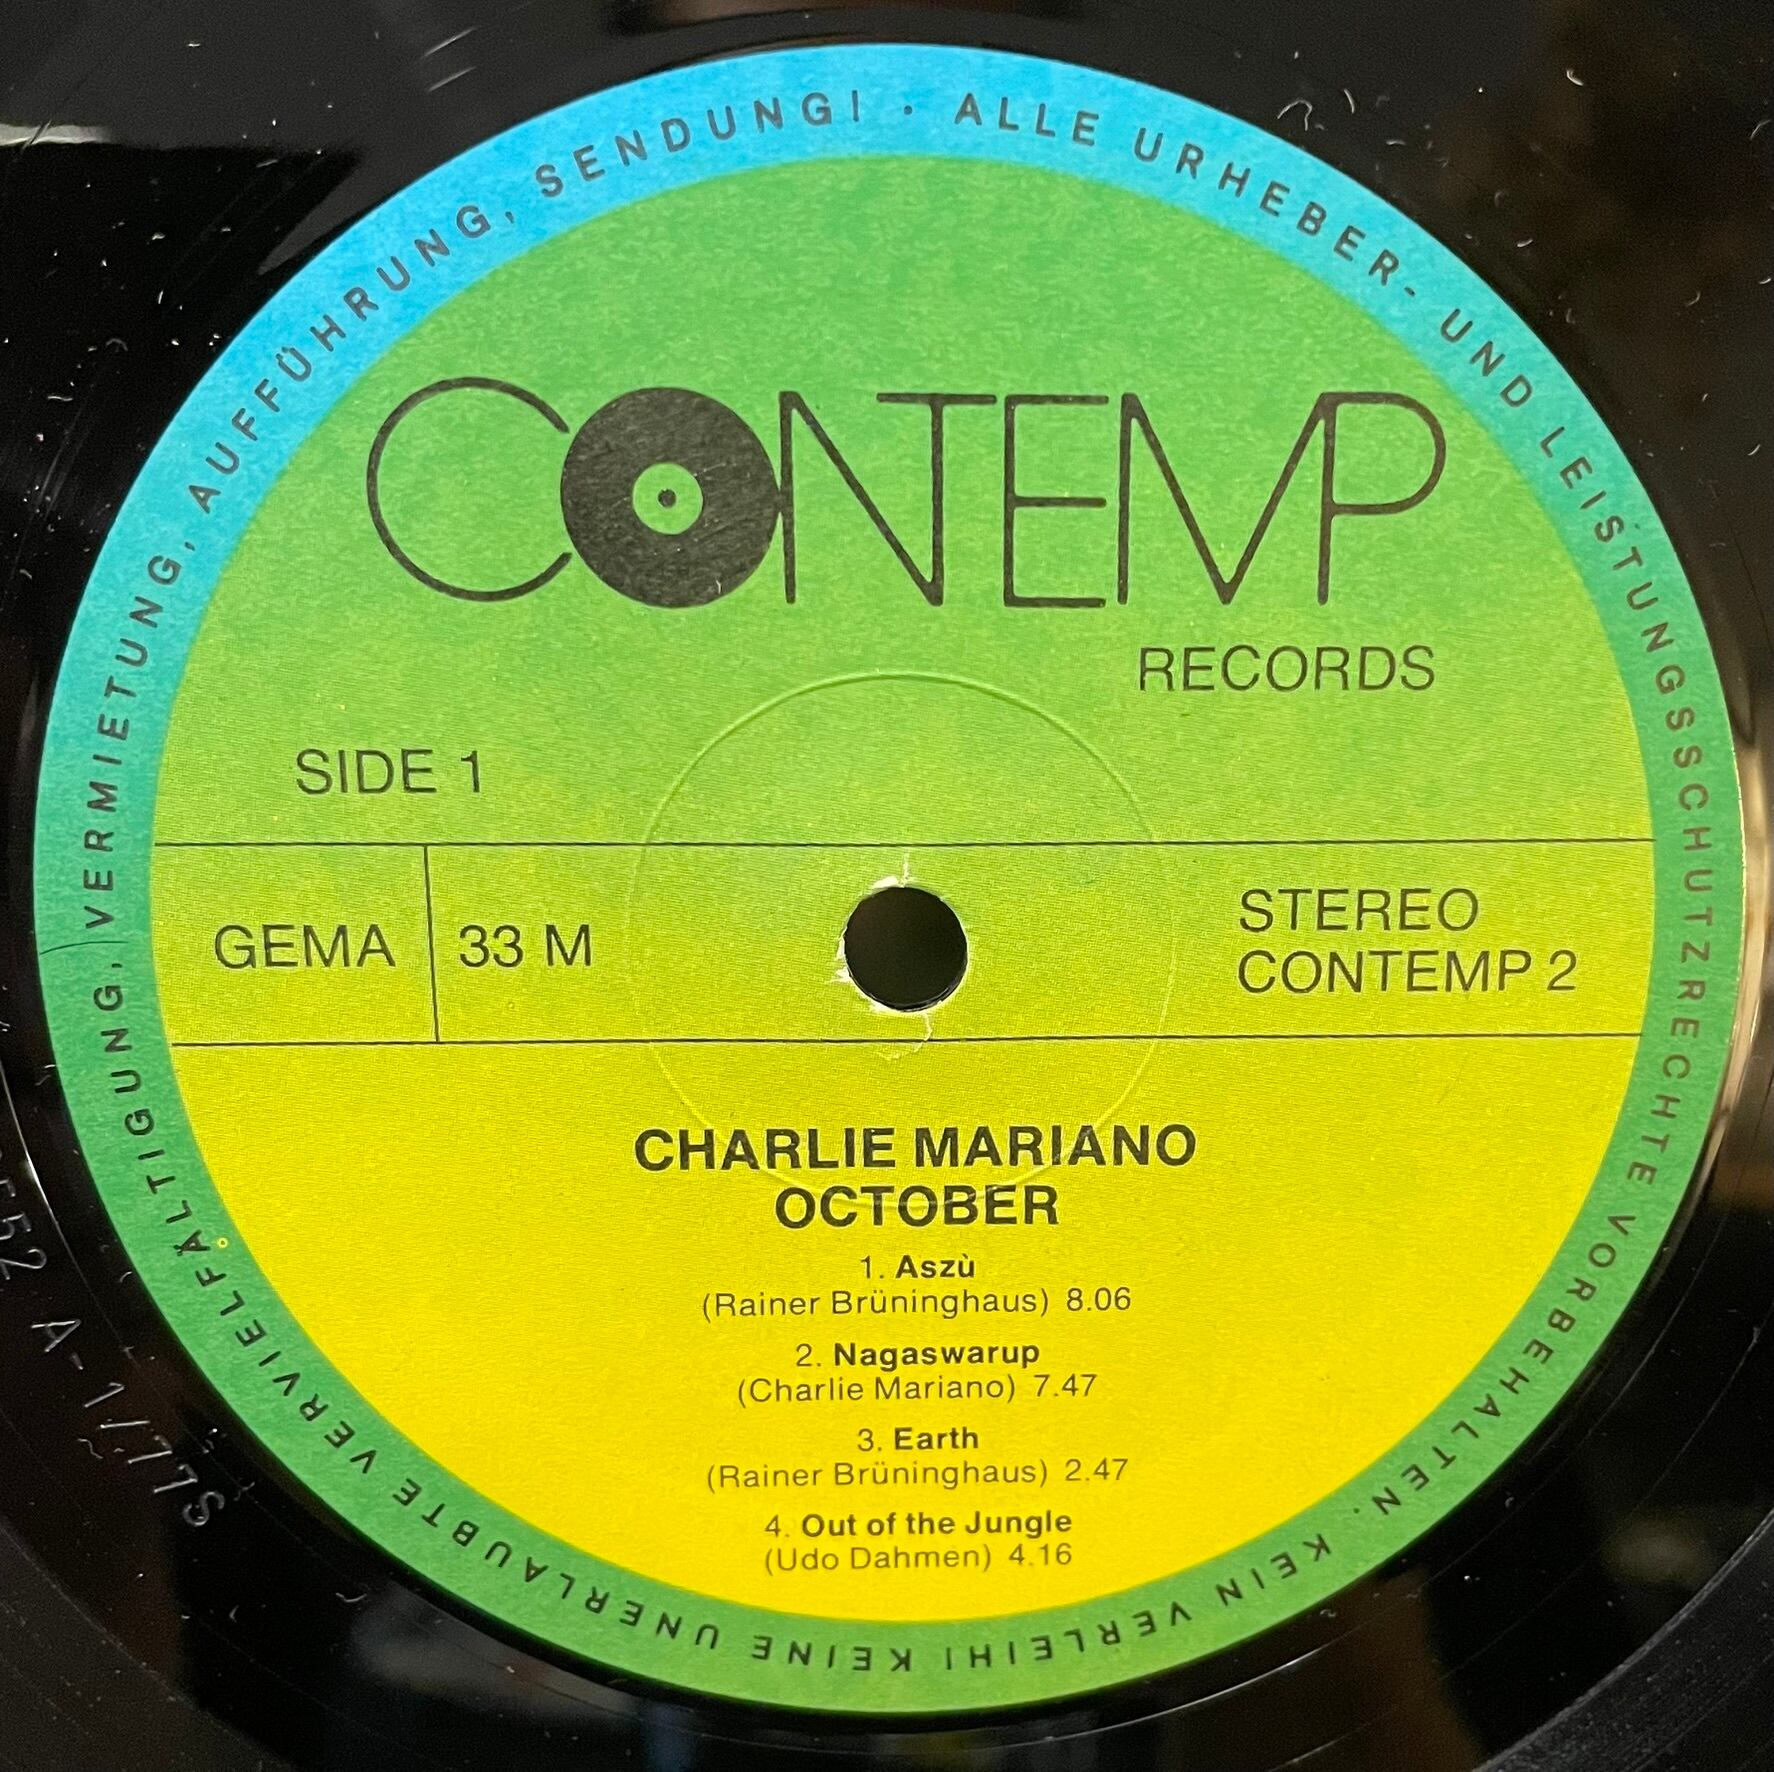 ALLE URHEBER- UND LEISTUNGSSCHUTZRECHTE VORBEHALTEN. KEIN VERLEIH! KEINE UNERLAUBTE VERVIELFÄLTIGUNG, VERMIETUNG, AUFFÜHRUNG, SENDUNG! ·
CONTEMP
RECORDS
SIDE 1
GEMA 33 M
STEREO
CONTEMP 2
CHARLIE MARIANO
OCTOBER
1. Aszù
(Rainer Brüninghaus) 8.06
2. Nagaswarup
(Charlie Mariano) 7.47
3. Earth
(Rainer Brüninghaus) 2.47
4. Out of the Jungle
(Udo Dahmen) 4.16
A-1/77S